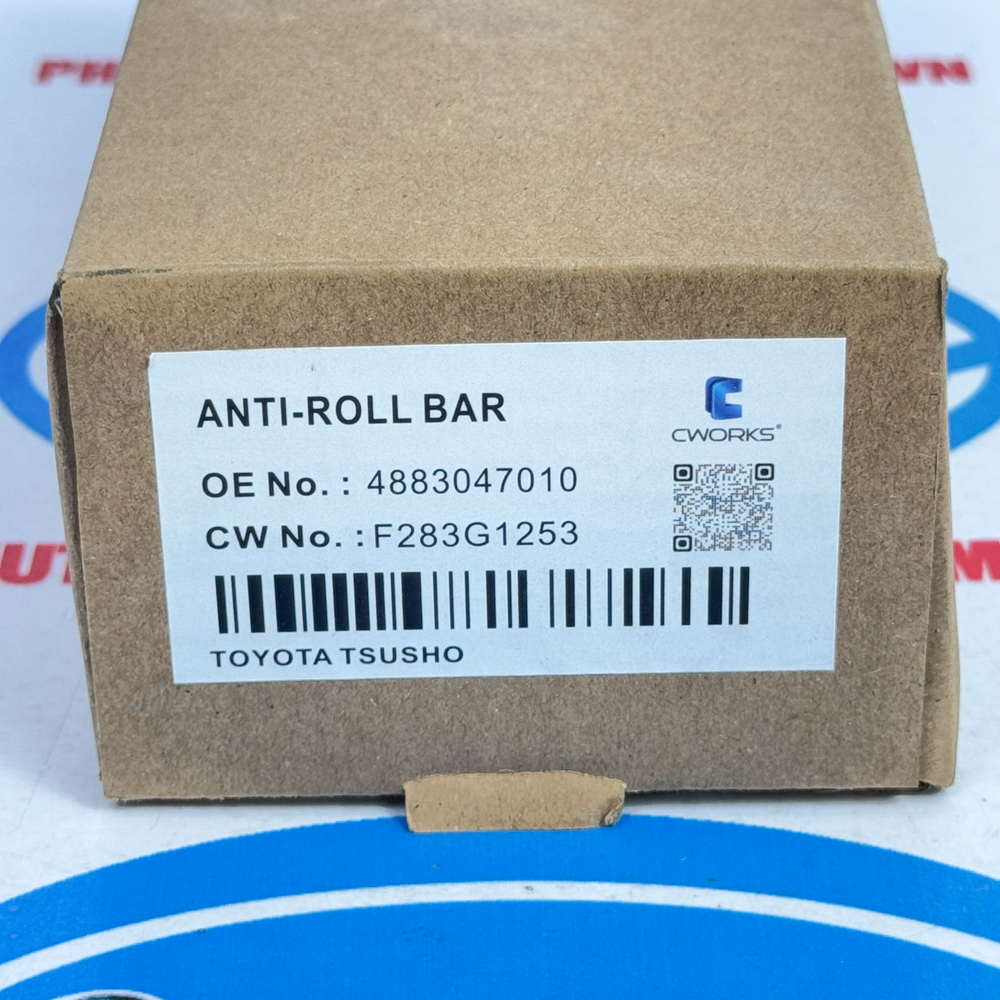 ANTI-ROLL BAR
CWORKS®
OE No. : 4883047010
CW No. : F283G1253
TOYOTA TSUSHO